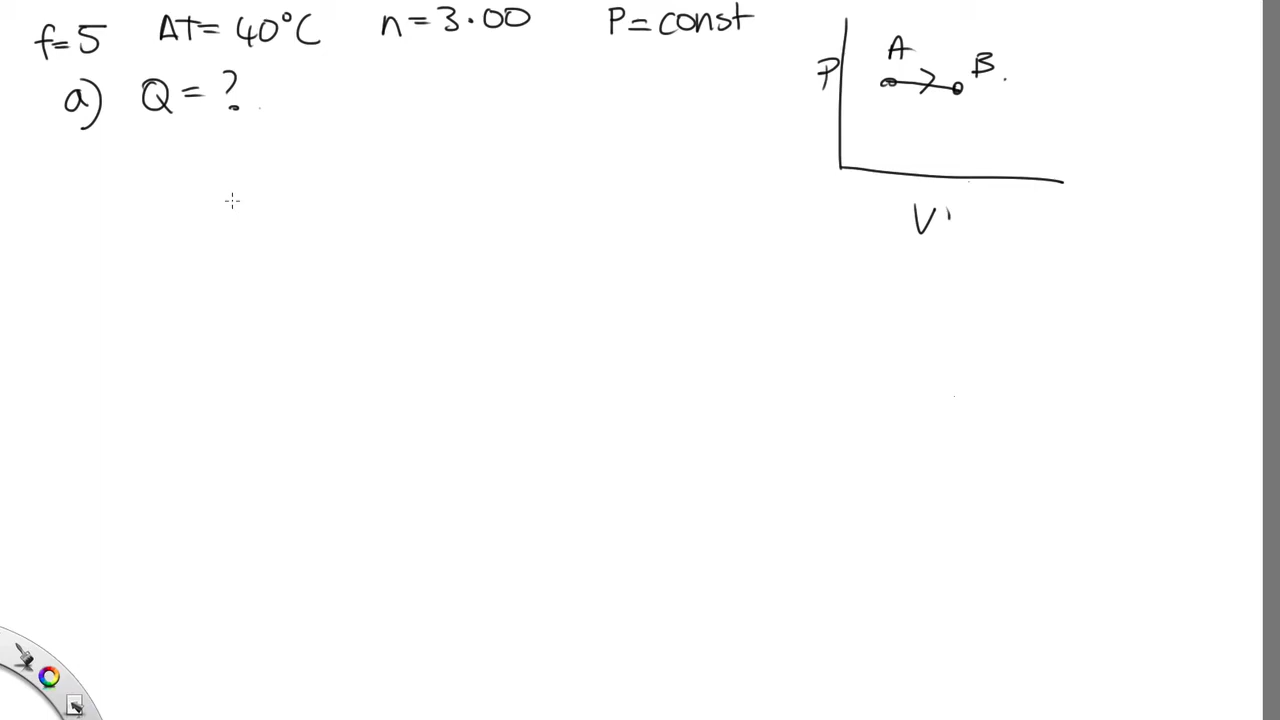 f=5 ΔT= 40°C n=3.00 P=const
a) Q = ?
P A B
V